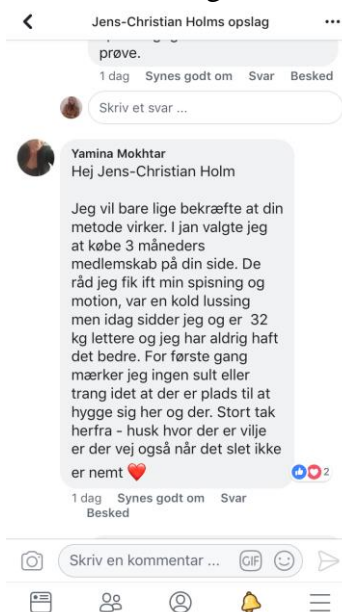 Jens-Christian Holms opslag
prøve.
1 dag Synes godt om Svar Besked
Skriv et svar ...
Yamina Mokhtar
Hej Jens-Christian Holm
Jeg vil bare lige bekræfte at din
metode virker. I jan valgte jeg
at købe 3 måneders
medlemskab på din side. De
råd jeg fik ift min spisning og
motion, var en kold lussing
men idag sidder jeg og er 32
kg lettere og jeg har aldrig haft
det bedre. For første gang
mærker jeg ingen sult eller
trang idet at der er plads til at
hygge sig her og der. Stort tak
herfra - husk hvor der er vilje
er der vej også når det slet ikke
er nemt ❤️
2
1 dag Synes godt om Svar
Besked
Skriv en kommentar ...
GIF